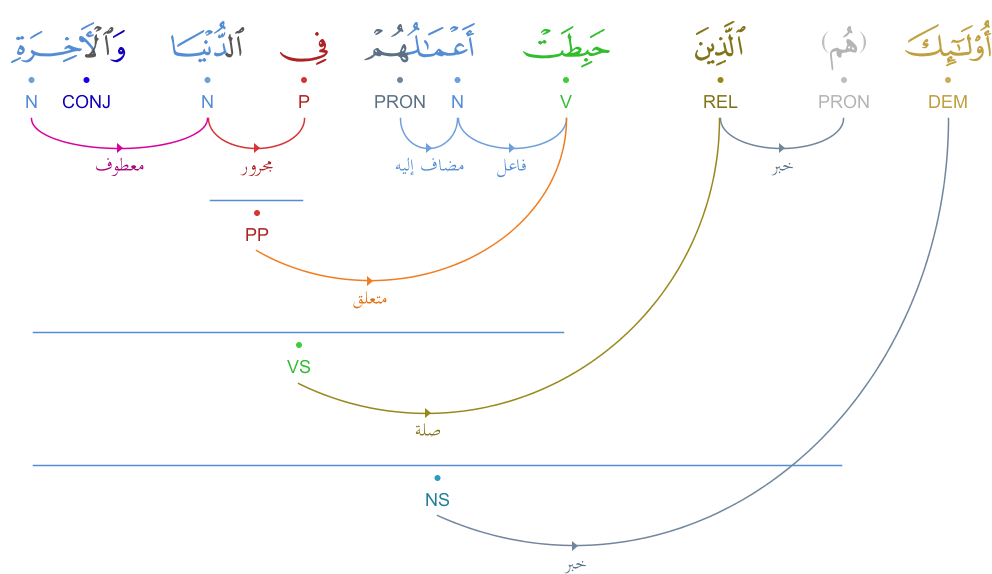 أُو۟لَـٰٓئِكَ (هُم) ٱلَّذِينَ حَبِطَتْ أَعْمَـٰلُهُمْ فِى ٱلدُّنْيَا وَٱلْـَٔاخِرَةِ
DEM PRON REL V N PRON P N CONJ N
خبر فاعل مضاف إليه مجرور معطوف
PP
متعلق
VS
صلة
NS
خبر